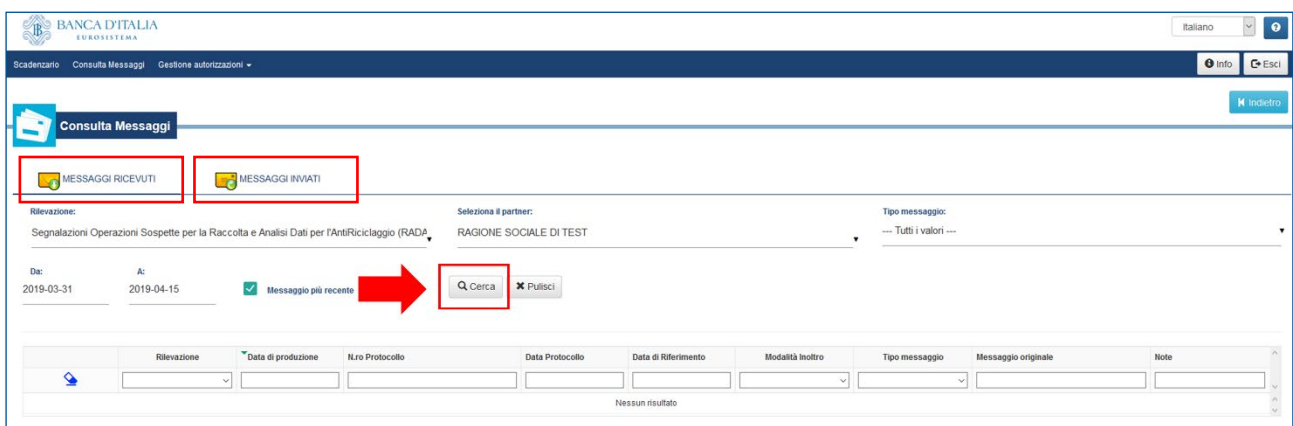 BANCA D'ITALIA
EUROSISTEMA
Italiano
Scadenzario Consulta Messaggi Gestione autorizzazioni
Info Esci
Indietro
Consulta Messaggi
MESSAGGI RICEVUTI MESSAGGI INVIATI
Rilevazione: Seleziona il partner: Tipo messaggio:
Segnalazioni Operazioni Sospette per la Raccolta e Analisi Dati per l'AntiRiciclaggio (RADA RAGIONE SOCIALE DI TEST --- Tutti i valori ---
Da: A:
2019-03-31 2019-04-15 Messaggio più recente Cerca Pulisci
Rilevazione Data di produzione N.ro Protocollo Data Protocollo Data di Riferimento Modalità Inoltro Tipo messaggio Messaggio originale Note
Nessun risultato